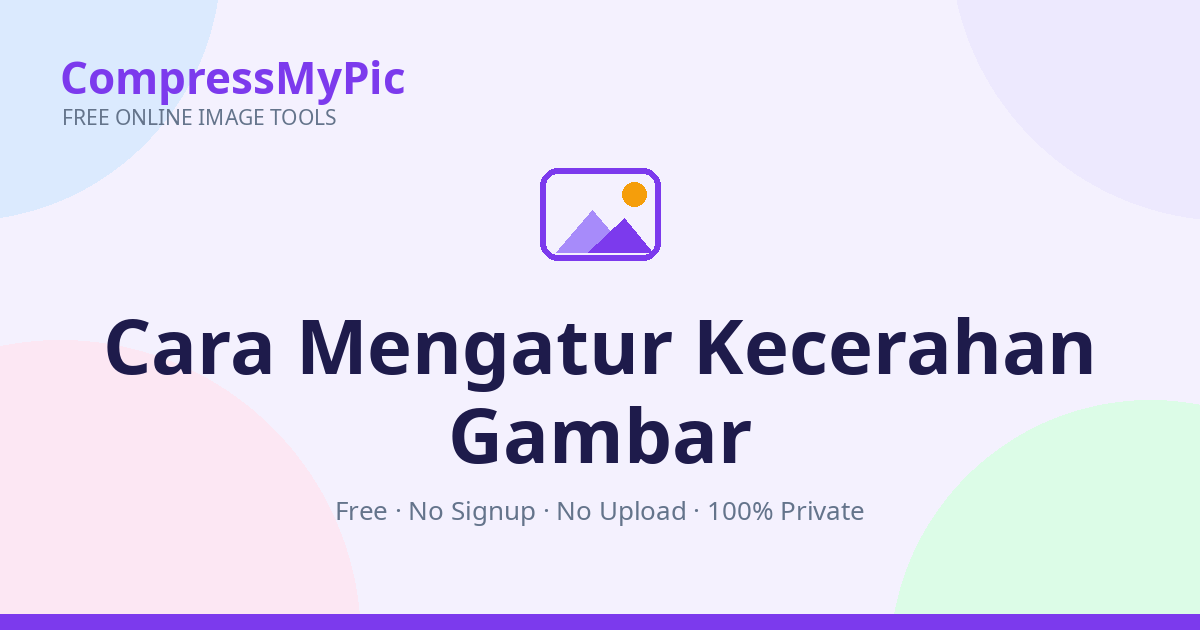 CompressMyPic
FREE ONLINE IMAGE TOOLS
Cara Mengatur Kecerahan
Gambar
Free · No Signup · No Upload · 100% Private